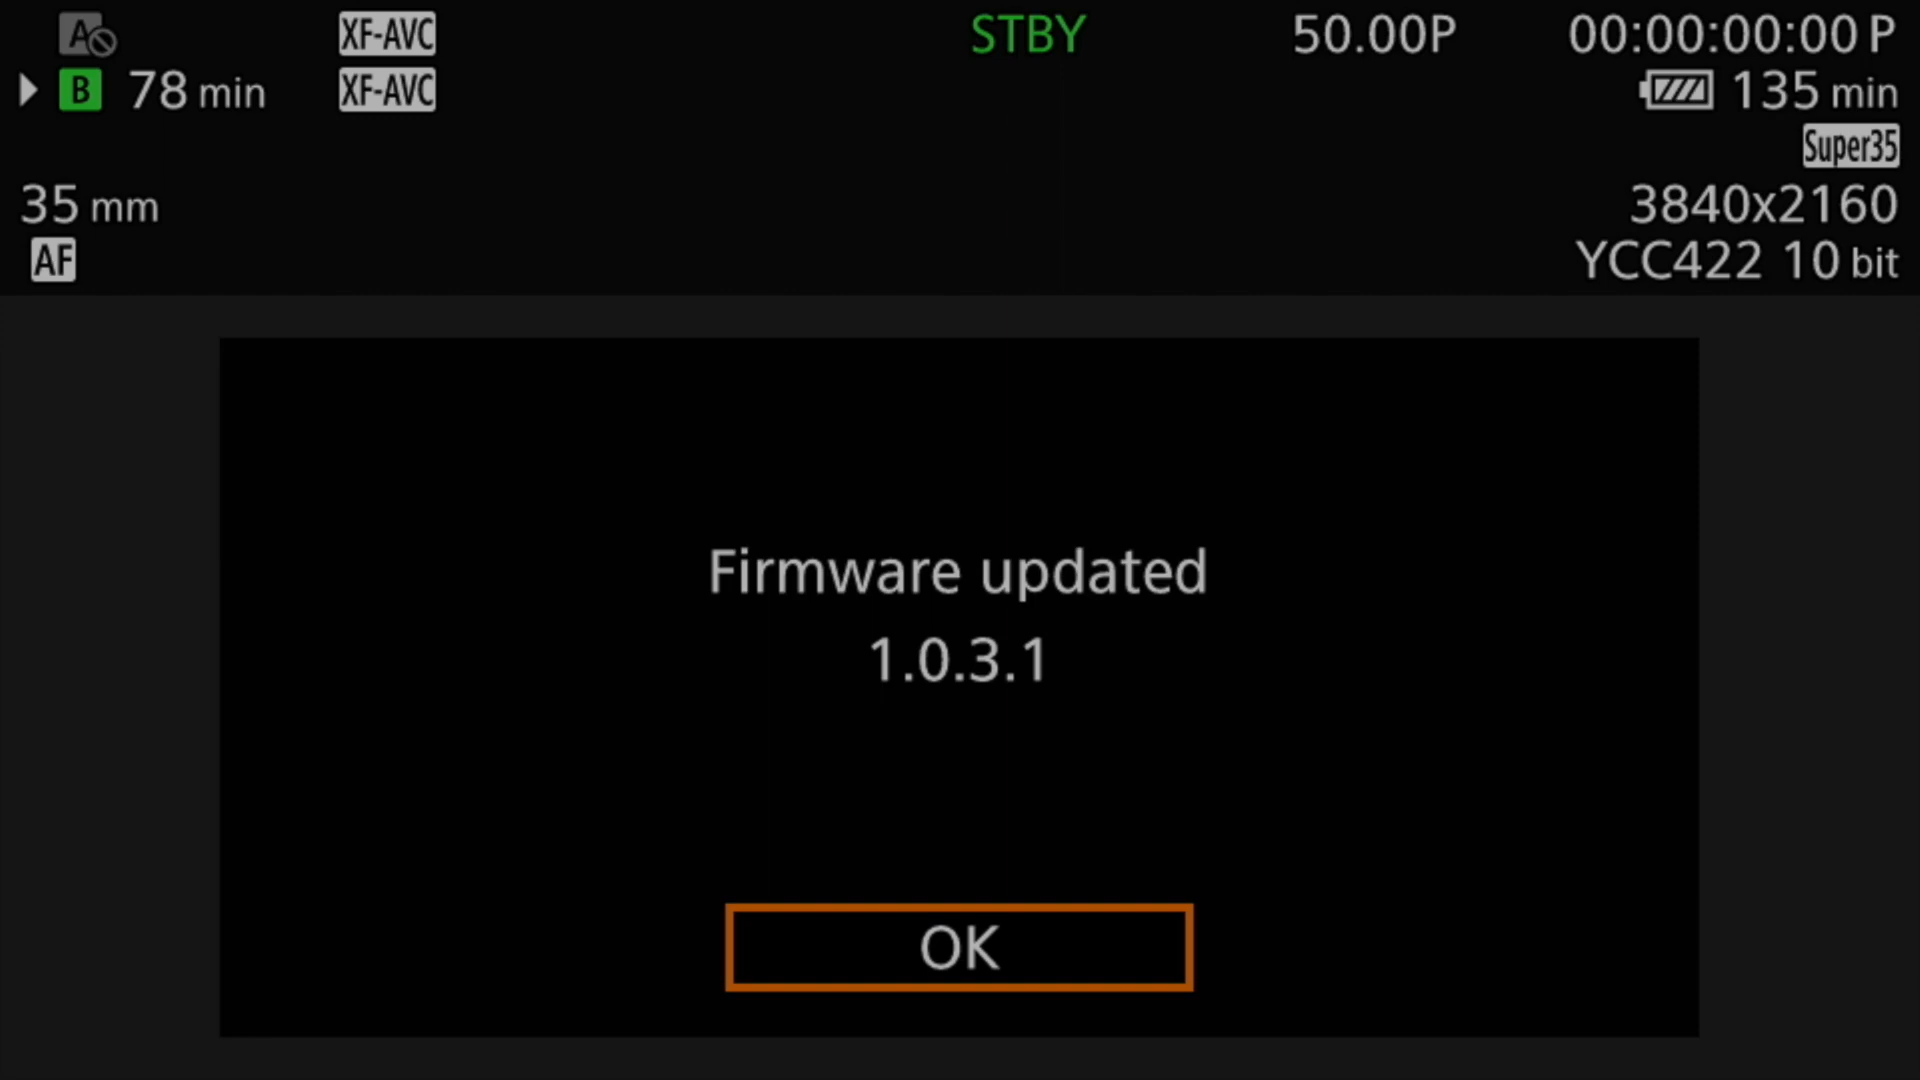 A XF-AVC STBY 50.00P 00:00:00:00 P
B 78 min XF-AVC 135 min
Super35
35 mm 3840x2160
AF YCC422 10 bit
Firmware updated
1.0.3.1
OK